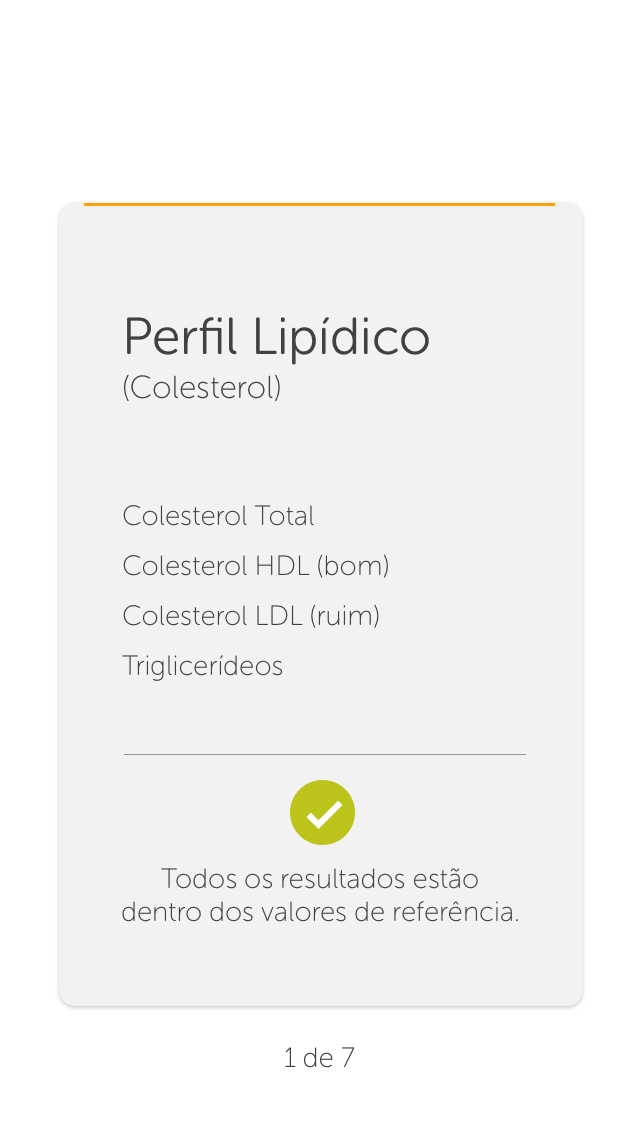 Perfil Lipídico
(Colesterol)
Colesterol Total
Colesterol HDL (bom)
Colesterol LDL (ruim)
Triglicerídeos
Todos os resultados estão
dentro dos valores de referência.
1 de 7